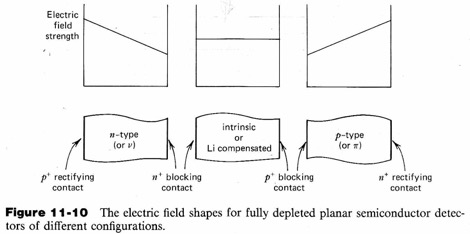 Electric
field
strength
n-type
(or ν)
intrinsic
or
Li compensated
p-type
(or π)
p⁺ rectifying
contact
n⁺ blocking
contact
p⁺ blocking
contact
n⁺ rectifying
contact
Figure 11-10 The electric field shapes for fully depleted planar semiconductor detec-
tors of different configurations.